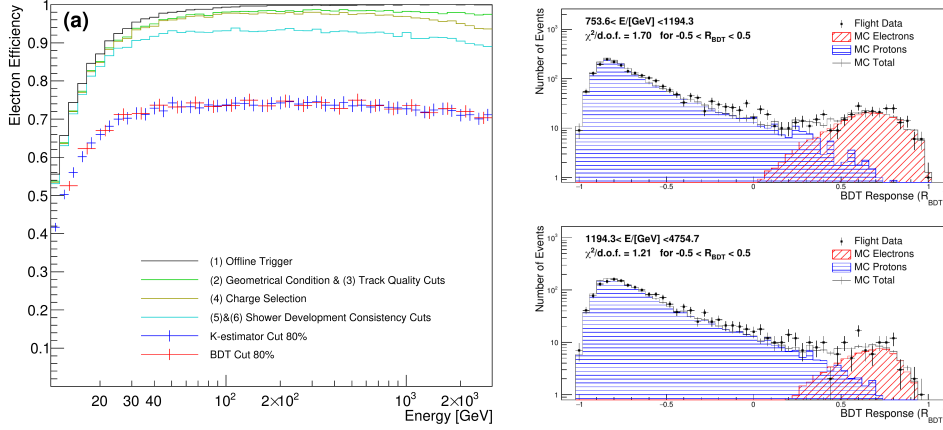 (a)
Electron Efficiency
1
0.9
0.8
0.7
0.6
0.5
0.4
0.3
0.2
0.1
(1) Offline Trigger
(2) Geometrical Condition & (3) Track Quality Cuts
(4) Charge Selection
(5)&(6) Shower Development Consistency Cuts
K-estimator Cut 80%
BDT Cut 80%
20 30 40 10² 2×10² 10³ 2×10³
Energy [GeV]
753.6< E/[GeV] <1194.3
χ²/d.o.f. = 1.70 for -0.5 < R_BDT < 0.5
Flight Data
MC Electrons
MC Protons
MC Total
Number of Events
10³
10²
10
1
−1 −0.5 0 0.5 1
BDT Response (R_BDT
1194.3< E/[GeV] <4754.7
χ²/d.o.f. = 1.21 for -0.5 < R_BDT < 0.5
Flight Data
MC Electrons
MC Protons
MC Total
Number of Events
10³
10²
10
1
−1 −0.5 0 0.5 1
BDT Response (R_BDT